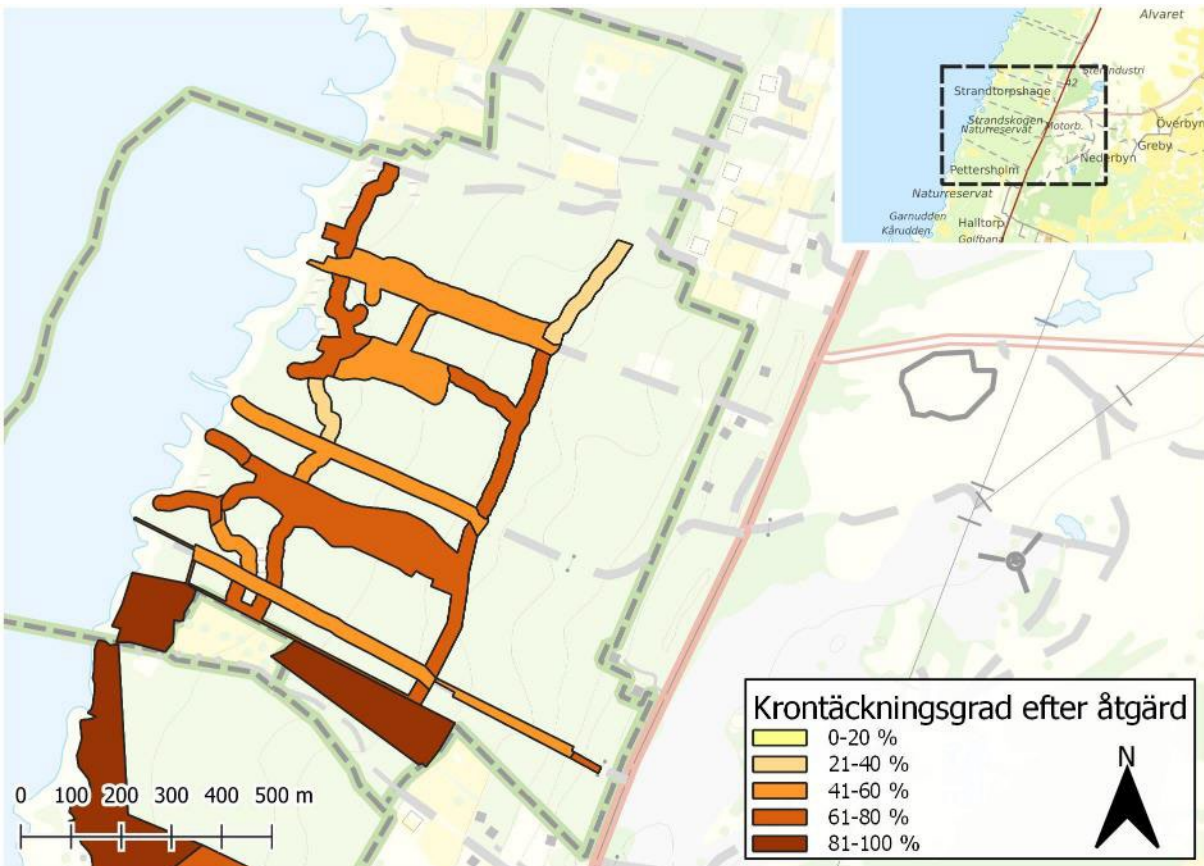 Alvaret
Stenindustri
42
Strandtorpshage
Strandskogen
Naturreservat
Motorb.
Överbyn
Greby
Nederbyn
Pettersholm
Naturreservat
Garnudden
Kårudden
Halltorp
Golfbana
Krontäckningsgrad efter åtgärd
0-20 %
21-40 %
41-60 %
61-80 %
81-100 %
N
0 100 200 300 400 500 m